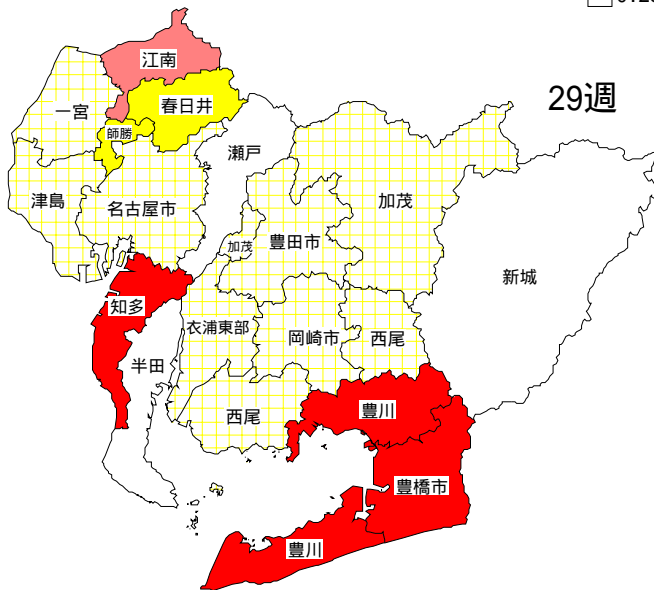 江南
一宮
春日井
29週
師勝
瀬戸
津島
名古屋市
加茂
加茂
豊田市
新城
知多
衣浦東部
岡崎市
西尾
半田
西尾
豊川
豊橋市
豊川